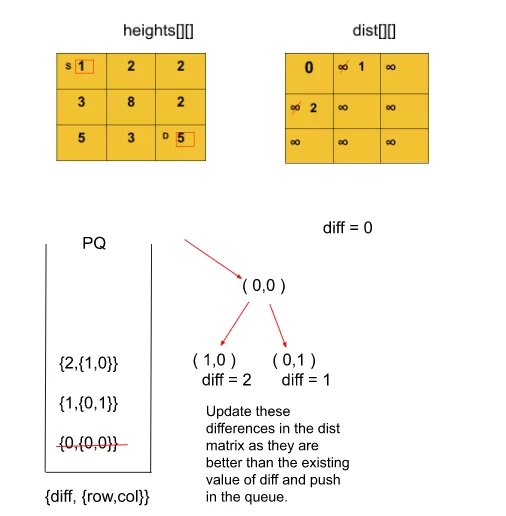 heights[][] dist[][]
S 1 2 2
3 8 2
5 3 D 5
0 ∞ 1 ∞
∞ 2 ∞ ∞
∞ ∞ ∞
diff = 0
PQ
( 0,0 )
( 1,0 ) ( 0,1 )
diff = 2 diff = 1
{2,{1,0}}
{1,{0,1}}
{0,{0,0}}
Update these
differences in the dist
matrix as they are
better than the existing
value of diff and push
in the queue.
{diff, {row,col}}